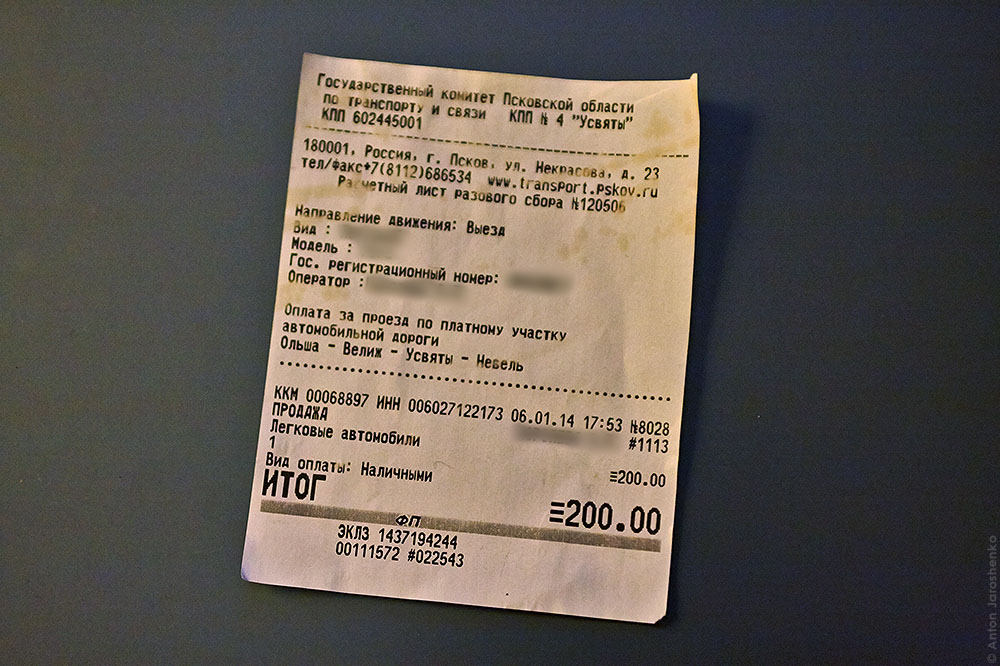 Государственный комитет Псковской области
по транспорту и связи КПП № 4 "Усвяты"
КПП 602445001
180001, Россия, г. Псков, ул. Некрасова, д. 23
тел/факс+7(8112)686534 www.transport.pskov.ru
Расчетный лист разового сбора №120506
Направление движения: Выезд
Вид :
Модель :
Гос. регистрационный номер:
Оператор :
Оплата за проезд по платному участку
автомобильной дороги
Ольша - Велиж - Усвяты - Невель
ККМ 00068897 ИНН 006027122173 06.01.14 17:53 №8028
ПРОДАЖА #1113
Легковые автомобили
1 ≡200.00
Вид оплаты: Наличными
ИТОГ ≡200.00
ФП
ЭКЛЗ 1437194244
00111572 #022543
© Anton Jaroshenko